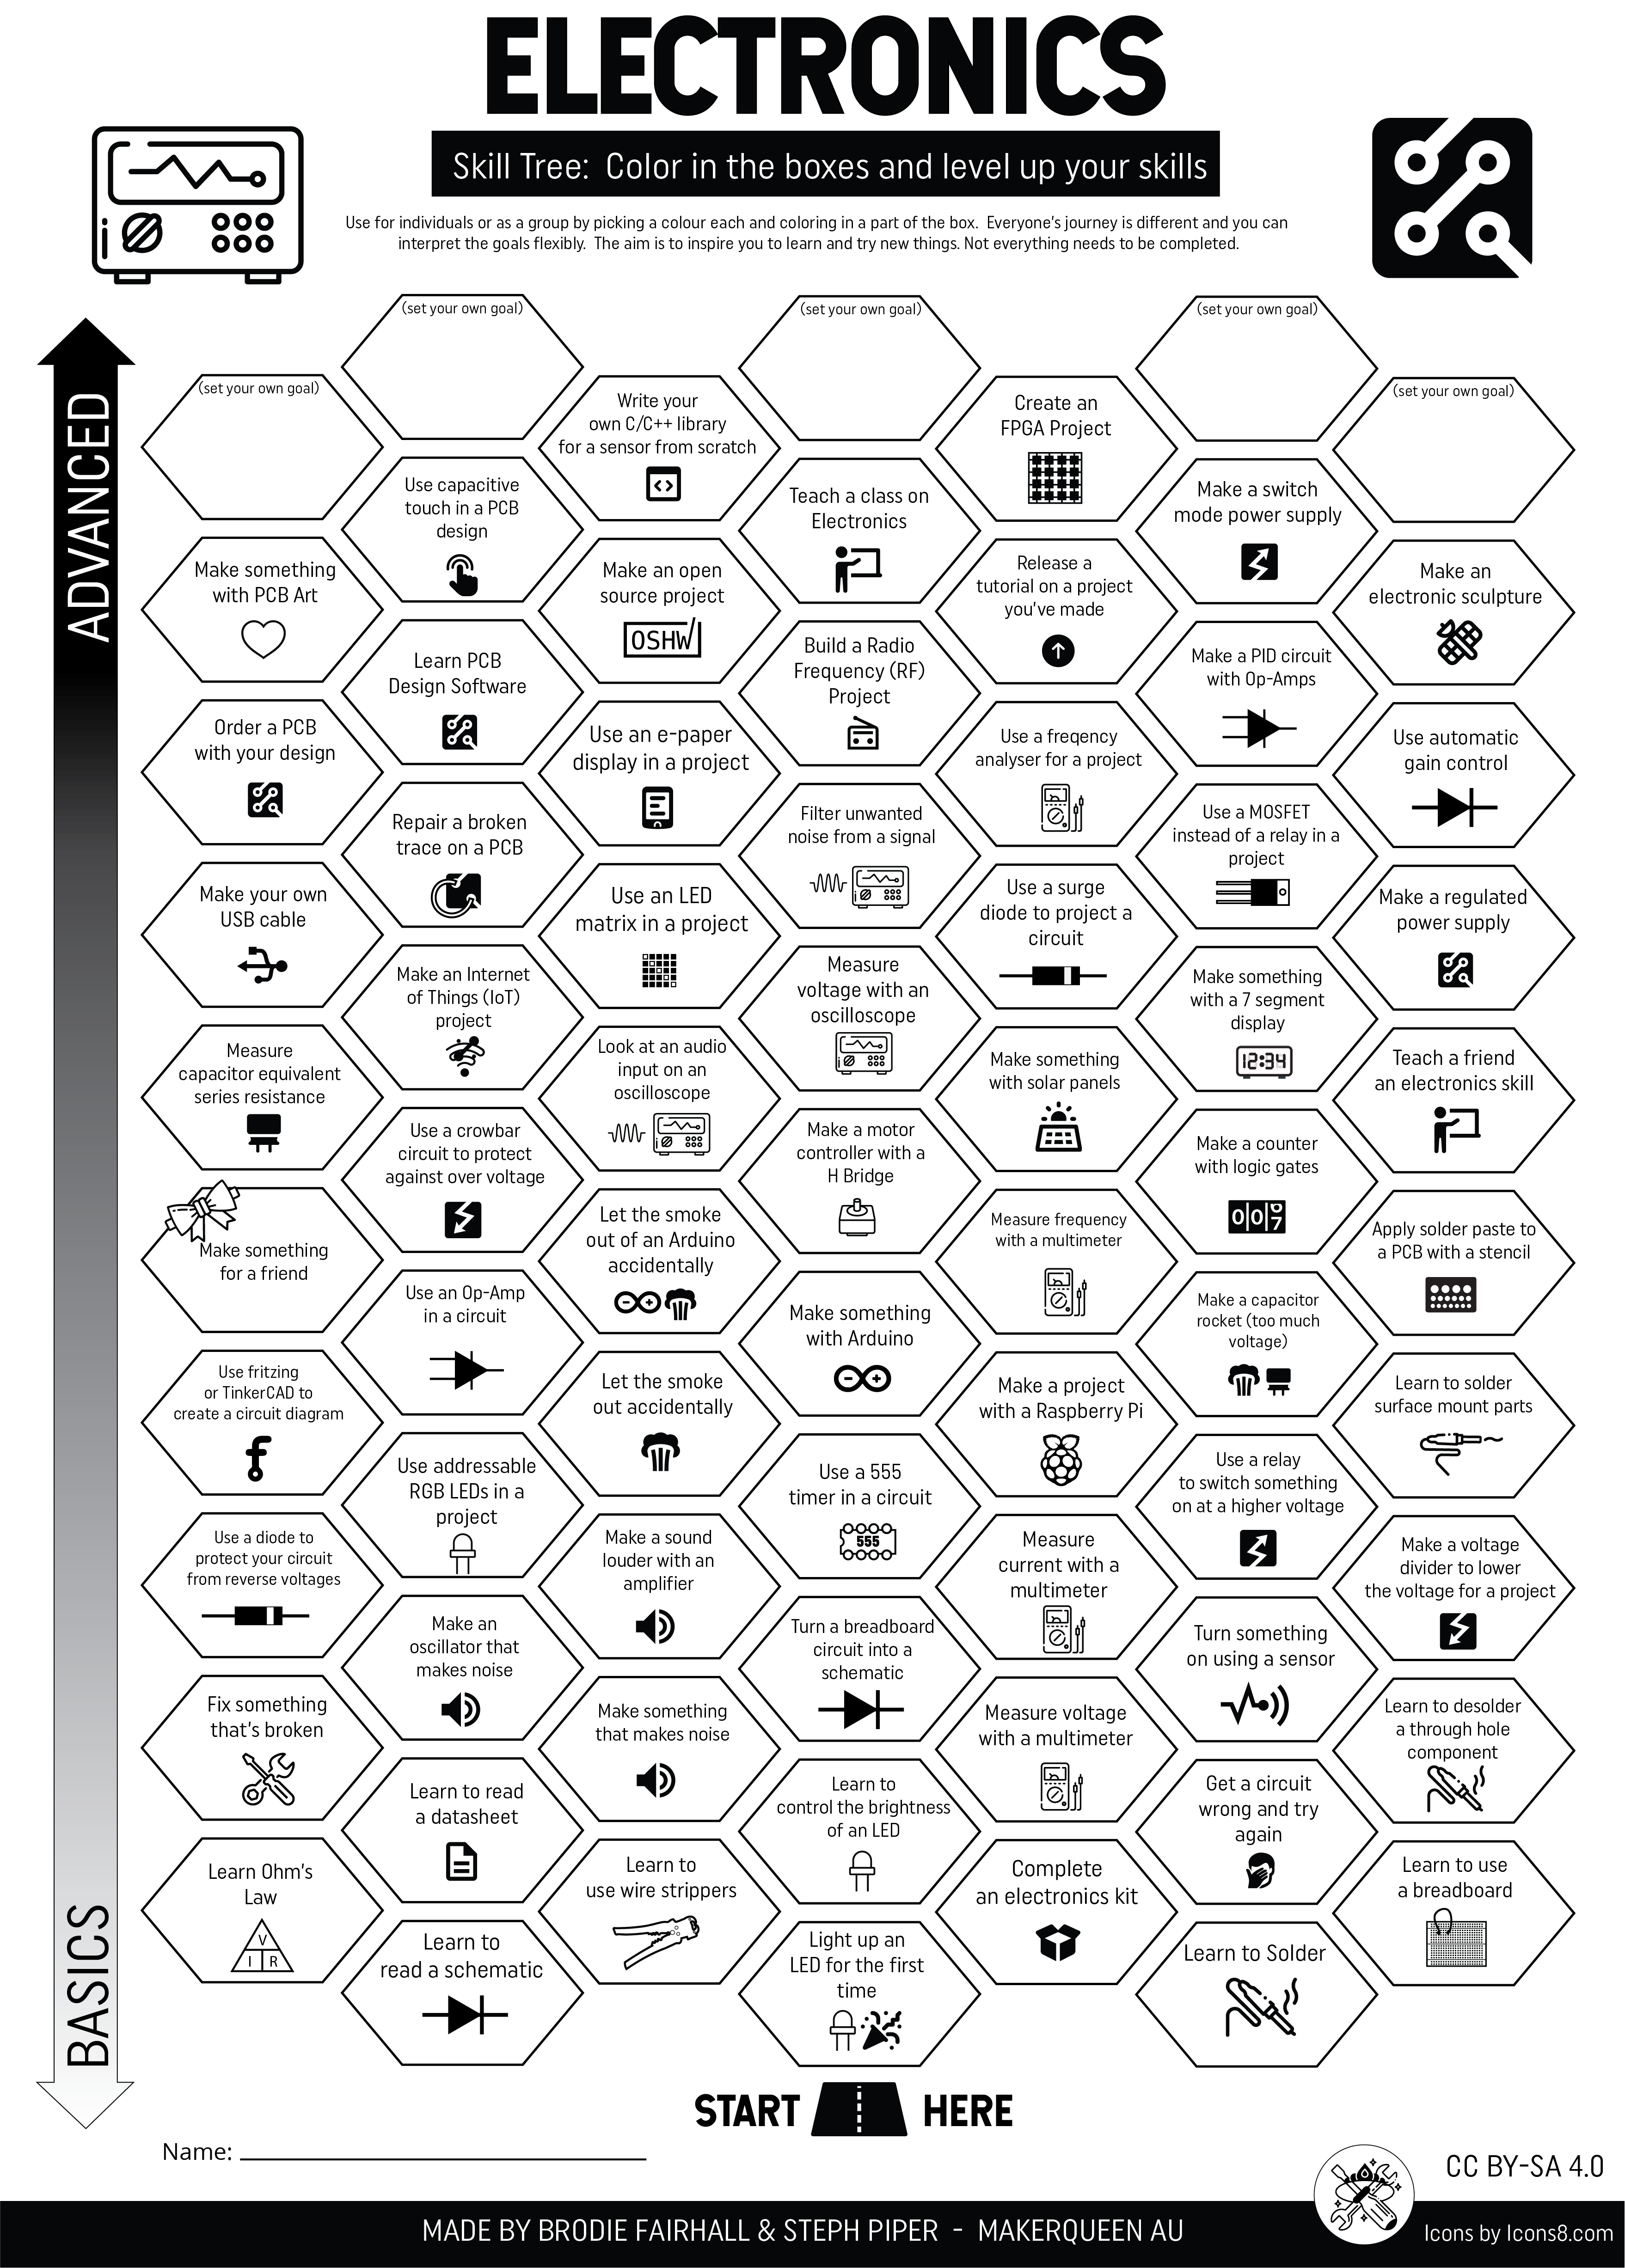 ELECTRONICS
Skill Tree: Color in the boxes and level up your skills
Use for individuals or as a group by picking a colour each and coloring in a part of the box. Everyone's journey is different and you can
interpret the goals flexibly. The aim is to inspire you to learn and try new things. Not everything needs to be completed.
ADVANCED
BASICS
(set your own goal)
(set your own goal)
(set your own goal)
(set your own goal)
(set your own goal)
Write your
own C/C++ library
for a sensor from scratch
Create an
FPGA Project
Use capacitive
touch in a PCB
design
Teach a class on
Electronics
Make a switch
mode power supply
Make something
with PCB Art
Make an open
source project
OSHW
Release a
tutorial on a project
you've made
Make an
electronic sculpture
Learn PCB
Design Software
Build a Radio
Frequency (RF)
Project
Make a PID circuit
with Op-Amps
Order a PCB
with your design
Use an e-paper
display in a project
Use a freqency
analyser for a project
Use automatic
gain control
Repair a broken
trace on a PCB
Filter unwanted
noise from a signal
Use a MOSFET
instead of a relay in a
project
Make your own
USB cable
Use an LED
matrix in a project
Use a surge
diode to project a
circuit
Make a regulated
power supply
Make an Internet
of Things (IoT)
project
Measure
voltage with an
oscilloscope
Make something
with a 7 segment
display
12:34
Measure
capacitor equivalent
series resistance
Look at an audio
input on an
oscilloscope
Make something
with solar panels
Teach a friend
an electronics skill
Use a crowbar
circuit to protect
against over voltage
Make a motor
controller with a
H Bridge
Make a counter
with logic gates
Make something
for a friend
Let the smoke
out of an Arduino
accidentally
Measure frequency
with a multimeter
Apply solder paste to
a PCB with a stencil
Use an Op-Amp
in a circuit
Make something
with Arduino
Make a capacitor
rocket (too much
voltage)
Use fritzing
or TinkerCAD to
create a circuit diagram
Let the smoke
out accidentally
Make a project
with a Raspberry Pi
Learn to solder
surface mount parts
Use addressable
RGB LEDs in a
project
Use a 555
timer in a circuit
555
Use a relay
to switch something
on at a higher voltage
Use a diode to
protect your circuit
from reverse voltages
Make a sound
louder with an
amplifier
Measure
current with a
multimeter
Make a voltage
divider to lower
the voltage for a project
Make an
oscillator that
makes noise
Turn a breadboard
circuit into a
schematic
Turn something
on using a sensor
Fix something
that's broken
Make something
that makes noise
Measure voltage
with a multimeter
Learn to desolder
a through hole
component
Learn to read
a datasheet
Learn to
control the brightness
of an LED
Get a circuit
wrong and try
again
Learn Ohm's
Law
V
I R
Learn to
use wire strippers
Complete
an electronics kit
Learn to use
a breadboard
Learn to
read a schematic
Light up an
LED for the first
time
Learn to Solder
START HERE
Name:
CC BY-SA 4.0
MADE BY BRODIE FAIRHALL & STEPH PIPER - MAKERQUEEN AU
Icons by Icons8.com